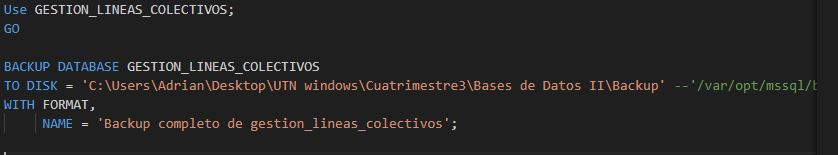 Use GESTION_LINEAS_COLECTIVOS;
GO
BACKUP DATABASE GESTION_LINEAS_COLECTIVOS
TO DISK = 'C:\Users\Adrian\Desktop\UTN windows\Cuatrimestre3\Bases de Datos II\Backup' --'/var/opt/mssql/b
WITH FORMAT,
NAME = 'Backup completo de gestion_lineas_colectivos';